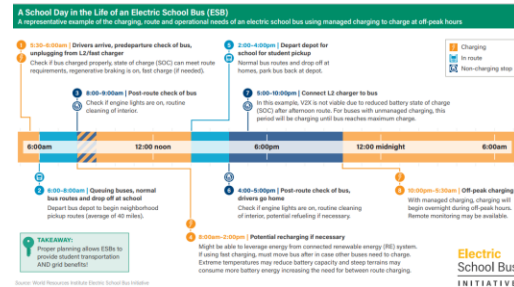 A School Day in the Life of an Electric School Bus (ESB)
A representative example of the charging, route and operational needs of an electric school bus using managed charging to charge at off-peak hours
1
5:30-6:00am | Drivers arrive, predeparture check of bus,
unplugging from L2/fast charger
Check if bus charged properly, state of charge (SOC) can meet route
requirements, regenerative braking is on, fast charge (if needed).
5
2:00-4:00pm | Depart depot for
school for student pickup
Normal bus routes and drop off at
homes, park bus back at depot.
Charging
In route
Non-charging stop
3
8:00-9:00am | Post-route check of bus
Check if engine lights are on, routine
cleaning of interior.
7
5:00-10:00pm | Connect L2 charger to bus
In this example, V2X is not viable due to reduced battery state of charge
(SOC) after afternoon route. For buses with unmanaged charging, this
period will be charging until bus reaches maximum charge.
6:00am
12:00 noon
6:00pm
12:00 midnight
6:00am
2
6:00-8:00am | Queuing buses, normal
bus routes and drop off at school
Depart bus depot to begin neighborhood
pickup routes (average of 40 miles).
6
4:00-5:00pm | Post-route check of bus,
drivers go home
Check if engine lights are on, routine cleaning
of interior, potential refueling if necessary.
8
10:00pm-5:30am | Off-peak charging
With managed charging, charging will
begin overnight during off-peak hours.
Remote monitoring may be available.
4
8:00am-2:00pm | Potential recharging if necessary
Might be able to leverage energy from connected renewable energy (RE) system.
If using fast charging, must move bus after in case other buses need to charge.
Extreme temperatures may reduce battery capacity and steep terrains may
consume more battery energy increasing the need for between route charging.
TAKEAWAY:
Proper planning allows ESBs to
provide student transportation
AND grid benefits!
Electric
School Bus
INITIATIVE
Source: World Resources Institute Electric School Bus Initiative